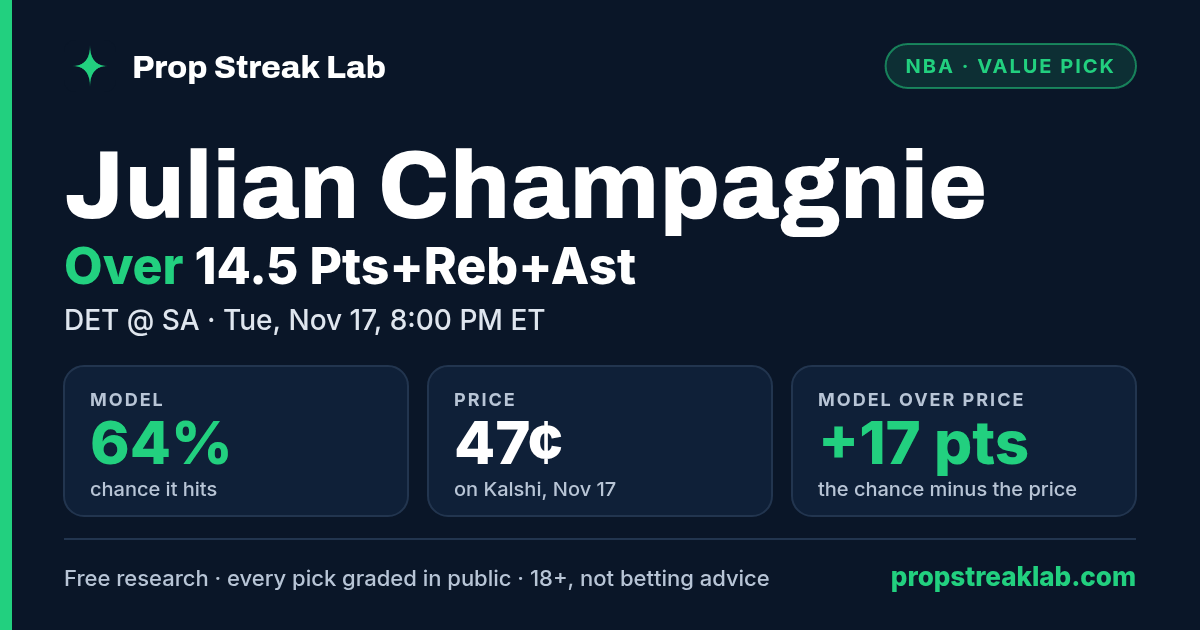 Prop Streak Lab
NBA · VALUE PICK
Julian Champagnie
Over 14.5 Pts+Reb+Ast
DET @ SA · Tue, Nov 17, 8:00 PM ET
MODEL
64%
chance it hits
PRICE
47¢
on Kalshi, Nov 17
MODEL OVER PRICE
+17 pts
the chance minus the price
Free research · every pick graded in public · 18+, not betting advice
propstreaklab.com